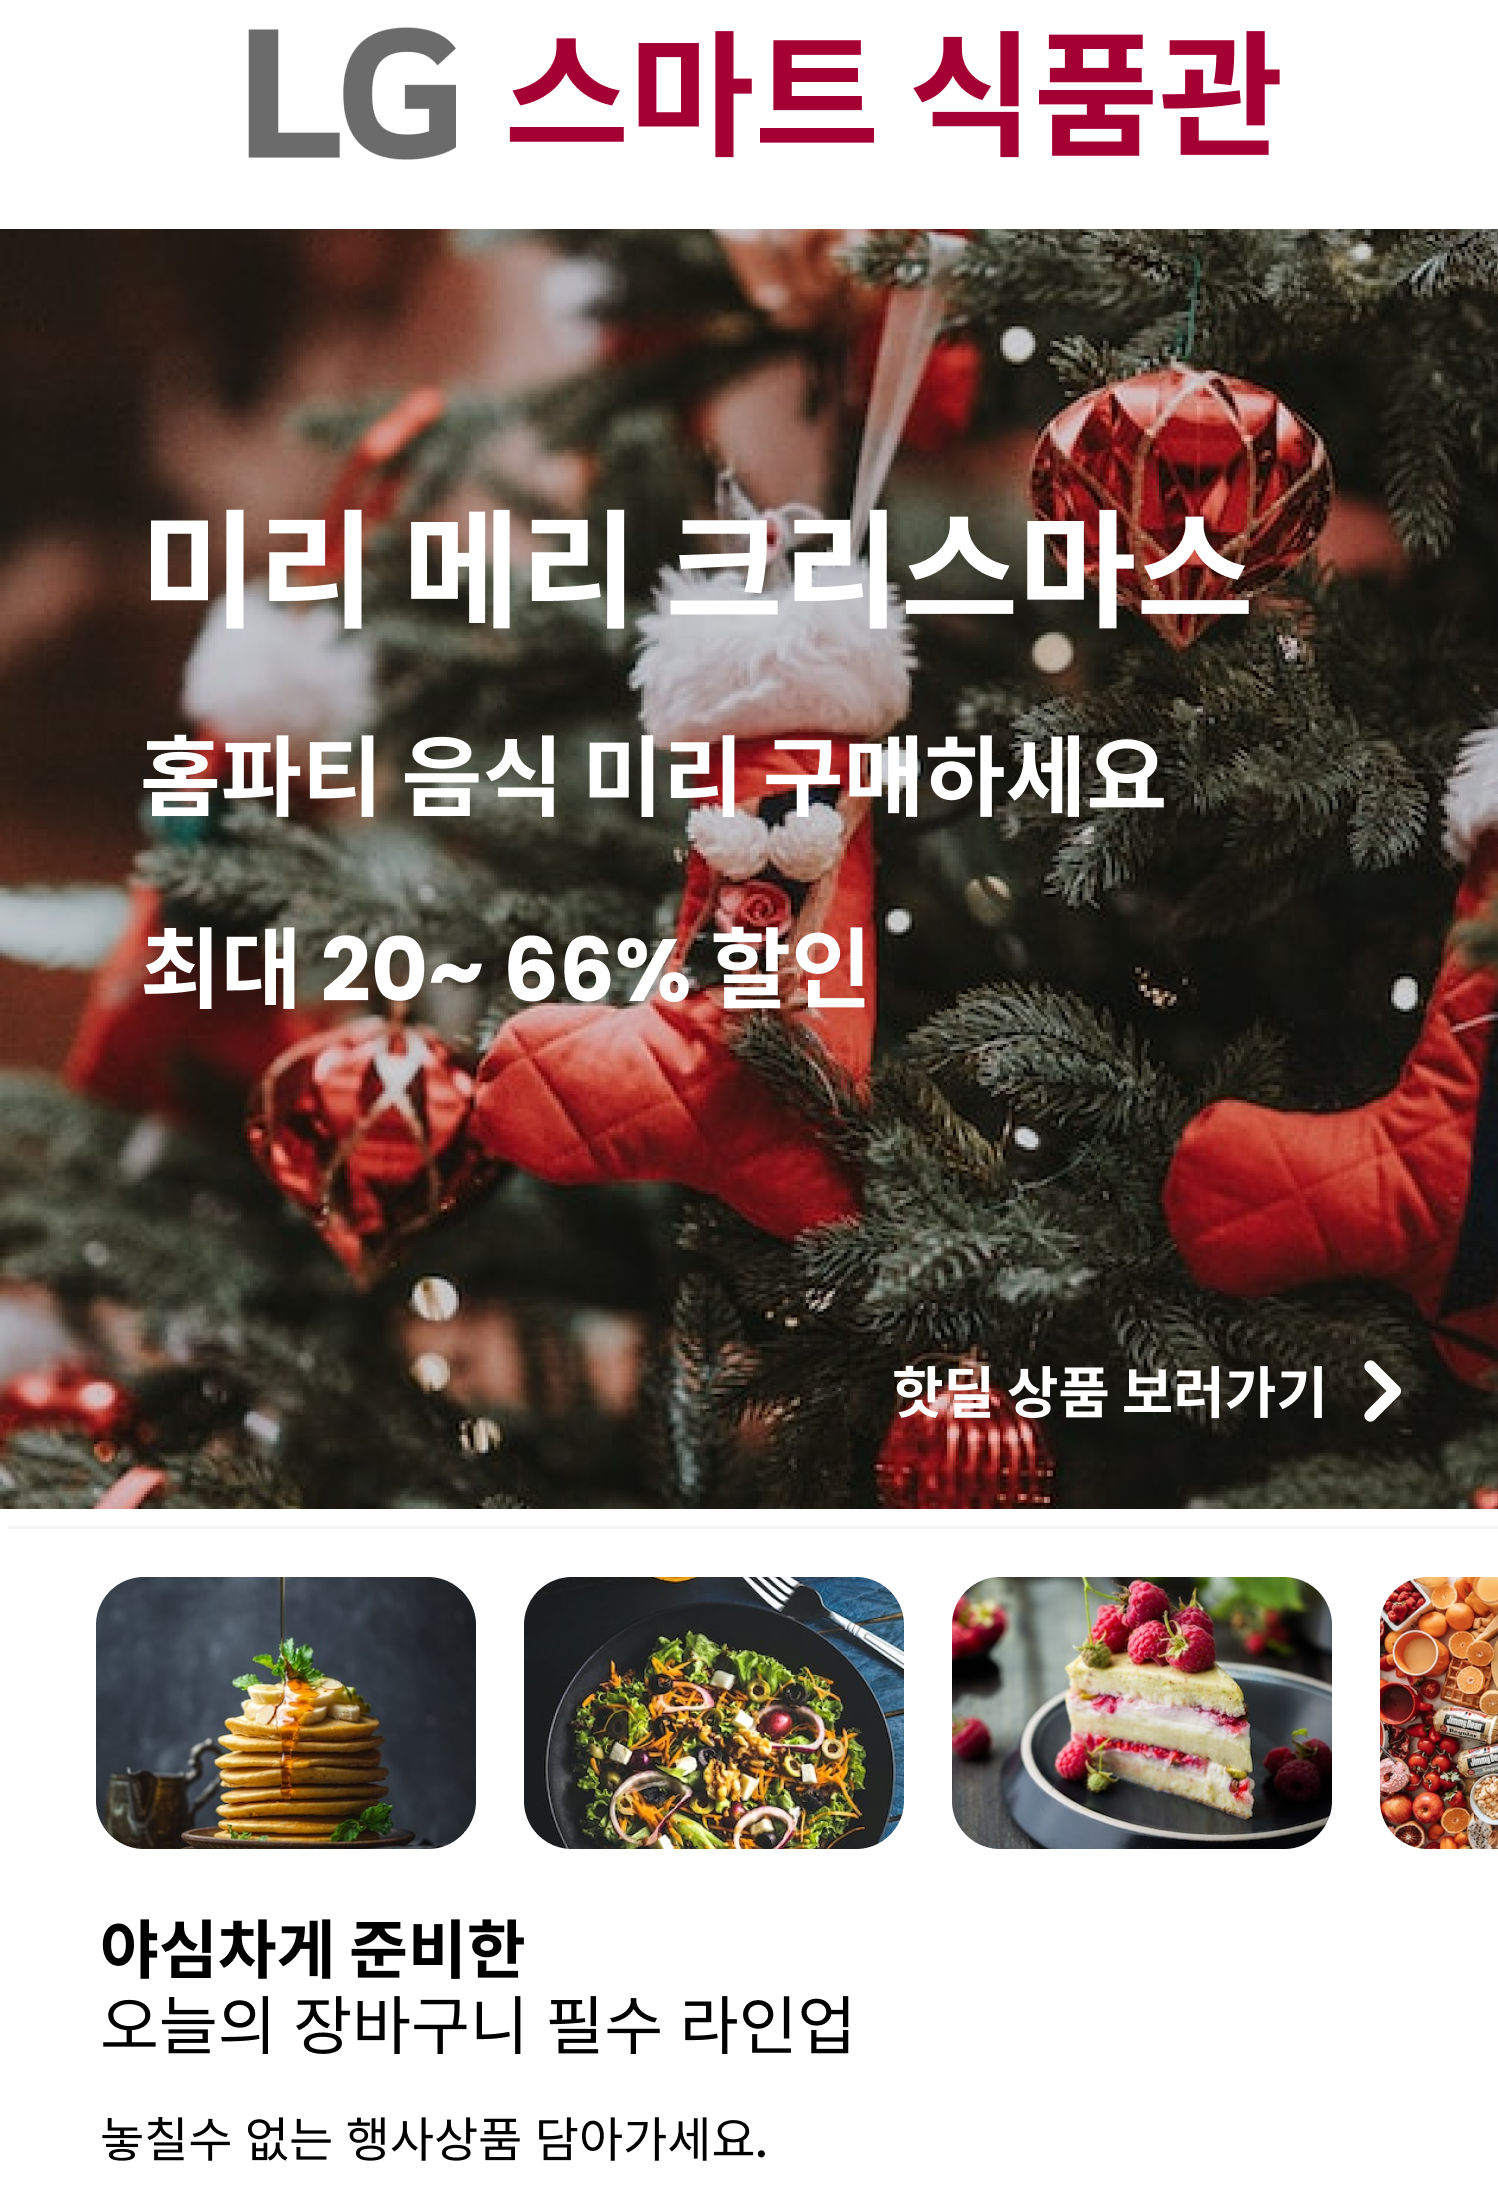 LG 스마트 식품관
미리 메리 크리스마스
홈파티 음식 미리 구매하세요
최대 20~ 66% 할인
핫딜 상품 보러가기
Jimmy Dean
야심차게 준비한
오늘의 장바구니 필수 라인업
놓칠수 없는 행사상품 담아가세요.